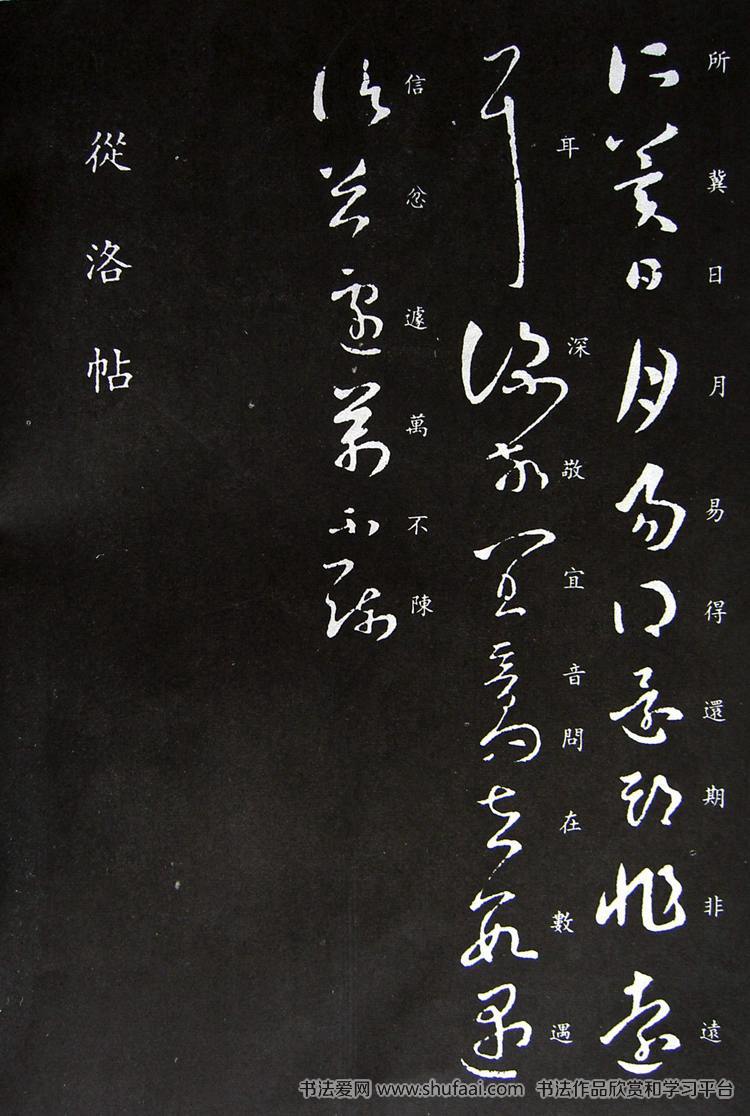 所冀日月易得還期非遠
耳深敬宜音問在數遇
信忿遽萬不陳
從洛帖
书法爱网 www.shufaai.com 书法作品欣赏和学习平台